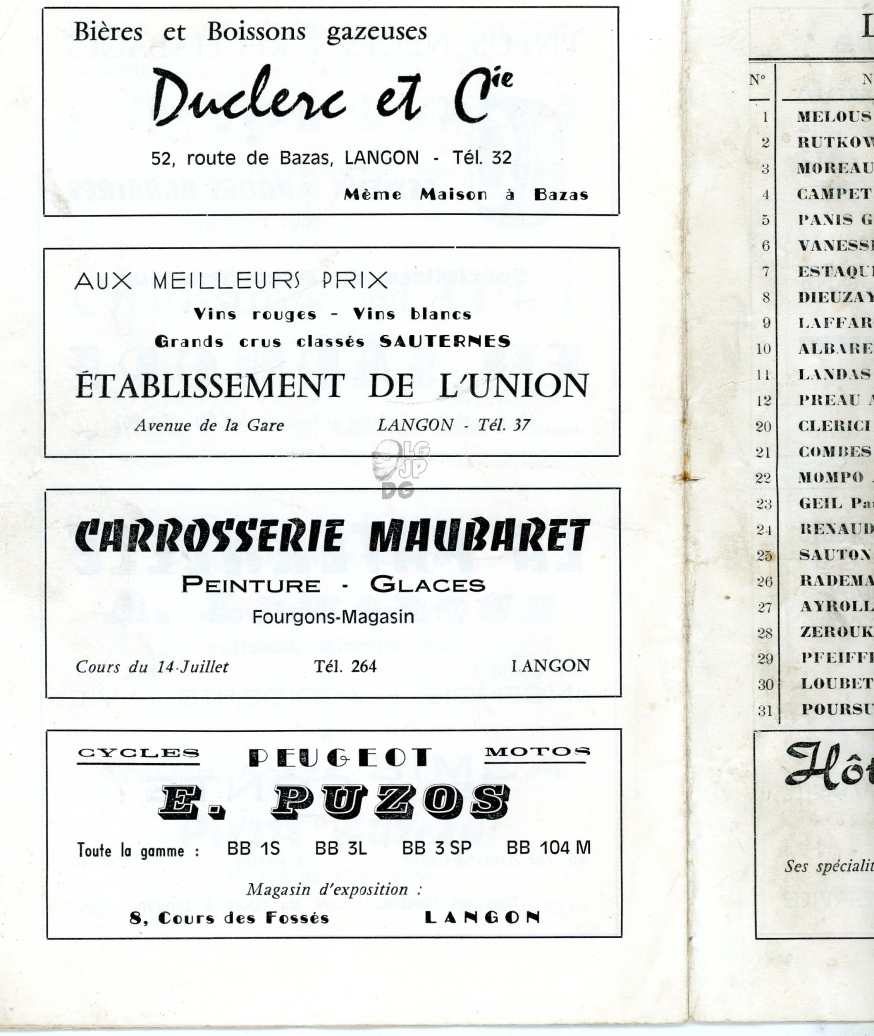 Bières et Boissons gazeuses
Duclerc et Cie
52, route de Bazas, LANGON - Tél. 32
Même Maison à Bazas
AUX MEILLEURS PRIX
Vins rouges - Vins blancs
Grands crus classés SAUTERNES
ÉTABLISSEMENT DE L'UNION
Avenue de la Gare LANGON - Tél. 37
LG
JP
DG
CARROSSERIE MAUBARET
PEINTURE - GLACES
Fourgons-Magasin
Cours du 14-Juillet Tél. 264 LANGON
CYCLES PEUGEOT MOTOS
E. PUZOS
Toute la gamme : BB 1S BB 3L BB 3 SP BB 104 M
Magasin d'exposition :
8, Cours des Fossés LANGON
L
N° N
1 MELOUS
2 RUTKOW
3 MOREAU
4 CAMPET
5 PANIS G
6 VANESSE
7 ESTAQUE
8 DIEUZAY
9 LAFFAR
10 ALBARE
11 LANDAS
12 PREAU A
20 CLERICI
21 COMBES
22 MOMPO
23 GEIL Pa
24 RENAUD
25 SAUTON
26 RADEMA
27 AYROLL
28 ZEROUK
29 PFEIFF
30 LOUBET
31 POURSU
Hôt
Ses spécialit